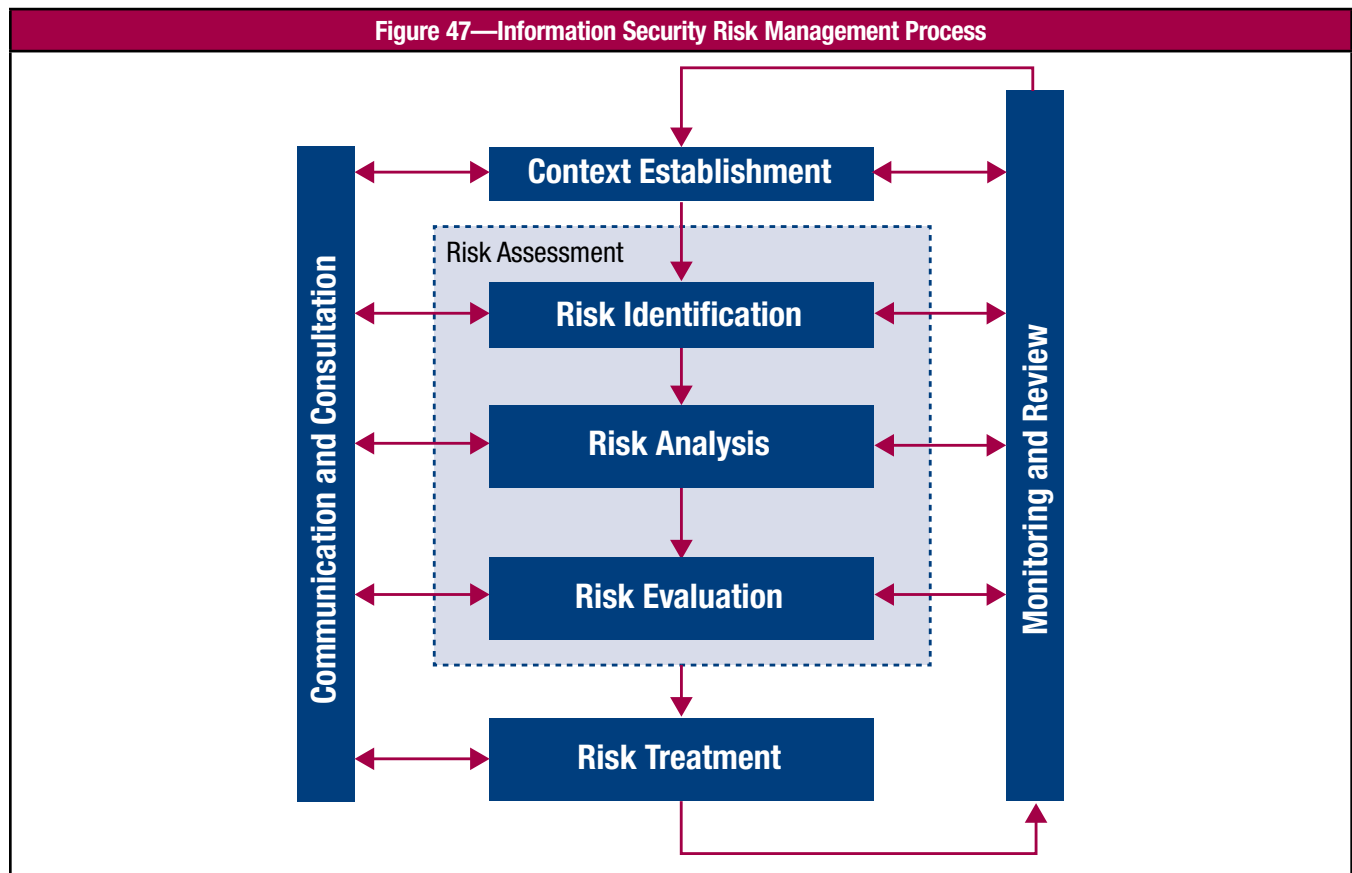 Figure 47—Information Security Risk Management Process
Context Establishment
Risk Assessment
Risk Identification
Risk Analysis
Risk Evaluation
Risk Treatment
Communication and Consultation
Monitoring and Review